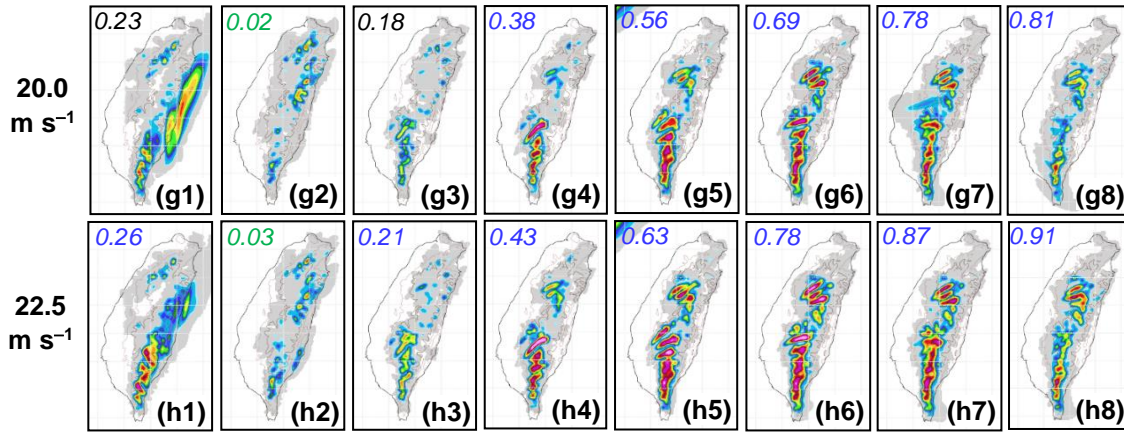 0.23 0.02 0.18 0.38 0.56 0.69 0.78 0.81
20.0
m s⁻¹
(g1) (g2) (g3) (g4) (g5) (g6) (g7) (g8)
0.26 0.03 0.21 0.43 0.63 0.78 0.87 0.91
22.5
m s⁻¹
(h1) (h2) (h3) (h4) (h5) (h6) (h7) (h8)